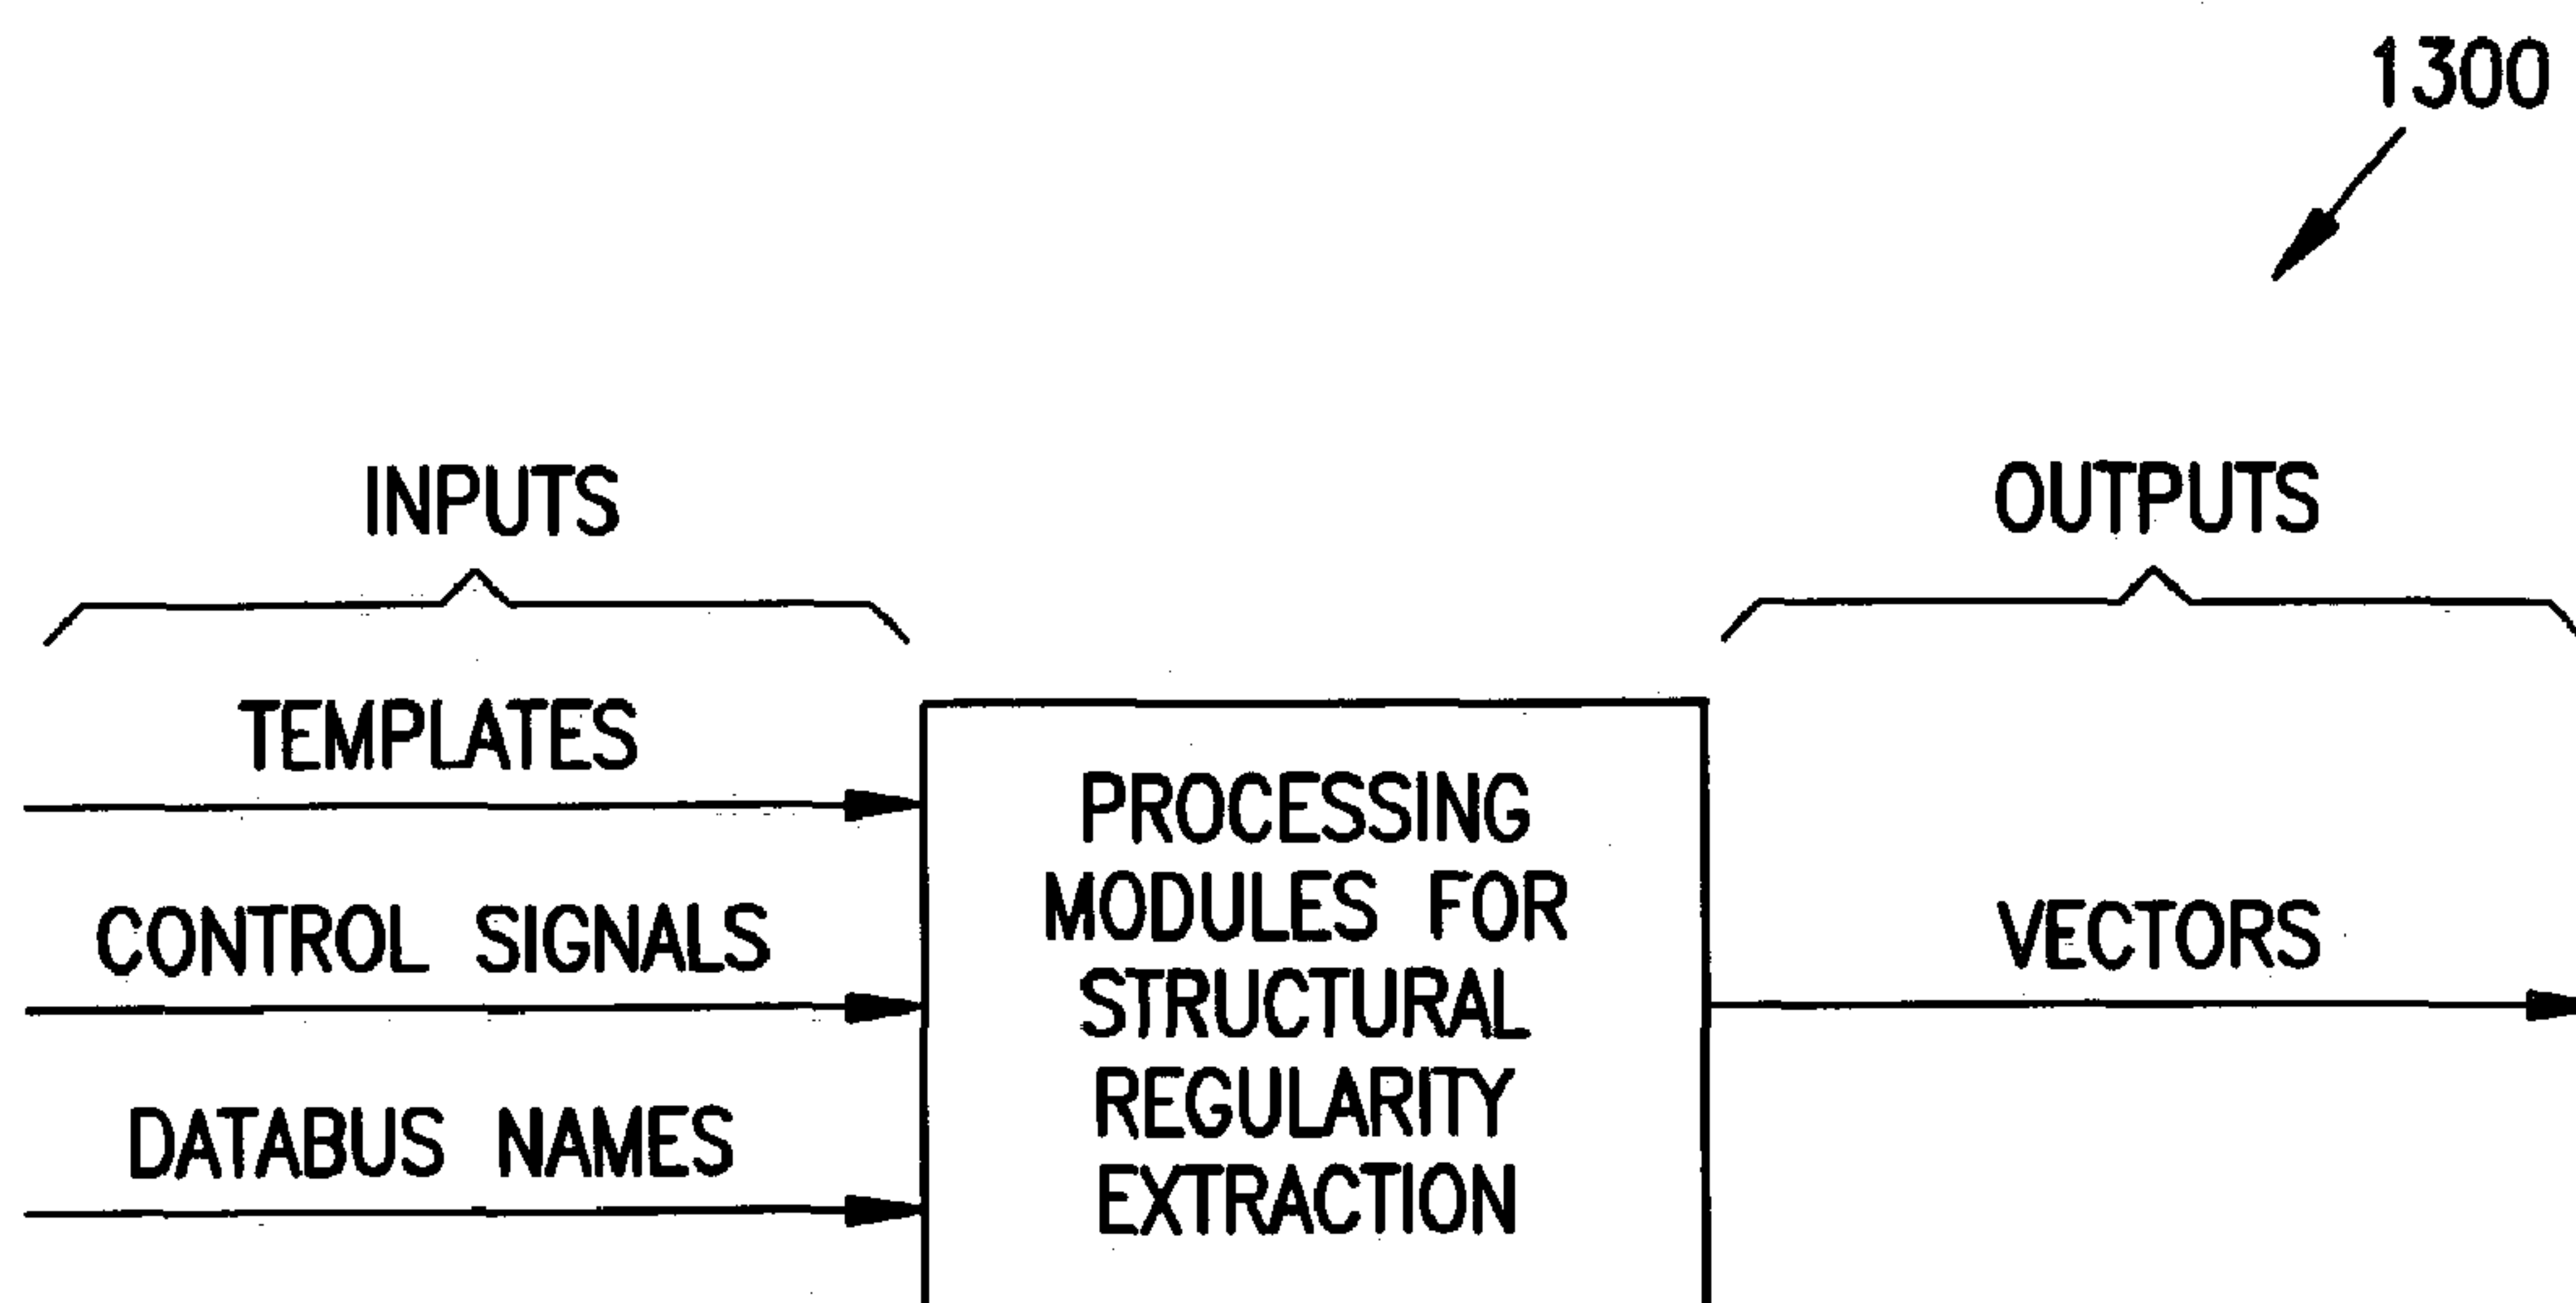 1300
INPUTS
OUTPUTS
TEMPLATES
CONTROL SIGNALS
DATABUS NAMES
PROCESSING
MODULES FOR
STRUCTURAL
REGULARITY
EXTRACTION
VECTORS